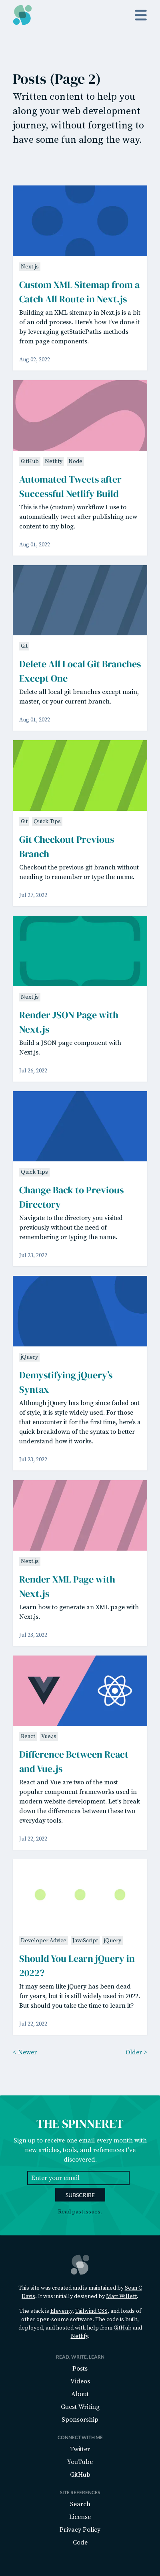 Posts (Page 2)
Written content to help you
along your web development
journey, without forgetting to
have some fun along the way.
Next.js
Custom XML Sitemap from a
Catch All Route in Next.js
Building an XML sitemap in Next.js is a bit
of an odd process. Here's how I've done it
by leveraging getStaticPaths methods
from page components.
Aug 02, 2022
GitHub Netlify Node
Automated Tweets after
Successful Netlify Build
This is the (custom) workflow I use to
automatically tweet after publishing new
content to my blog.
Aug 01, 2022
Git
Delete All Local Git Branches
Except One
Delete all local git branches except main,
master, or your current branch.
Aug 01, 2022
Git Quick Tips
Git Checkout Previous
Branch
Checkout the previous git branch without
needing to remember or type the name.
Jul 27, 2022
Next.js
Render JSON Page with
Next.js
Build a JSON page component with
Next.js.
Jul 26, 2022
Quick Tips
Change Back to Previous
Directory
Navigate to the directory you visited
previously without the need of
remembering or typing the name.
Jul 23, 2022
jQuery
Demystifying jQuery's
Syntax
Although jQuery has long since faded out
of style, it is style widely used. For those
that encounter it for the first time, here's a
quick breakdown of the syntax to better
understand how it works.
Jul 23, 2022
Next.js
Render XML Page with
Next.js
Learn how to generate an XML page with
Next.js.
Jul 23, 2022
React Vue.js
Difference Between React
and Vue.js
React and Vue are two of the most
popular component frameworks used in
modern website development. Let's break
down the differences between these two
everyday tools.
Jul 22, 2022
Developer Advice JavaScript jQuery
Should You Learn jQuery in
2022?
It may seem like jQuery has been dead
for years, but it is still widely used in 2022.
But should you take the time to learn it?
Jul 22, 2022
< Newer Older >
THE SPINNERET
Sign up to receive one email every month with
new articles, tools, and references I've
discovered.
Enter your email
SUBSCRIBE
Read past issues.
This site was created and is maintained by Sean C
Davis. It was initially designed by Matt Willett.
The stack is Eleventy, Tailwind CSS, and loads of
other open-source software. The code is built,
deployed, and hosted with help from GitHub and
Netlify.
READ, WRITE, LEARN
Posts
Videos
About
Guest Writing
Sponsorship
CONNECT WITH ME
Twitter
YouTube
GitHub
SITE REFERENCES
Search
License
Privacy Policy
Code